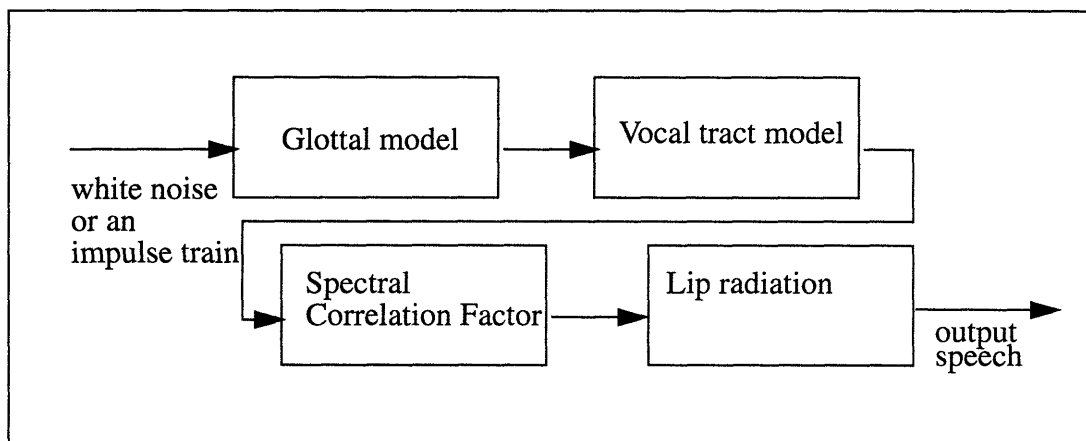 Glottal model
Vocal tract model
white noise
or an
impulse train
Spectral
Correlation Factor
Lip radiation
output
speech